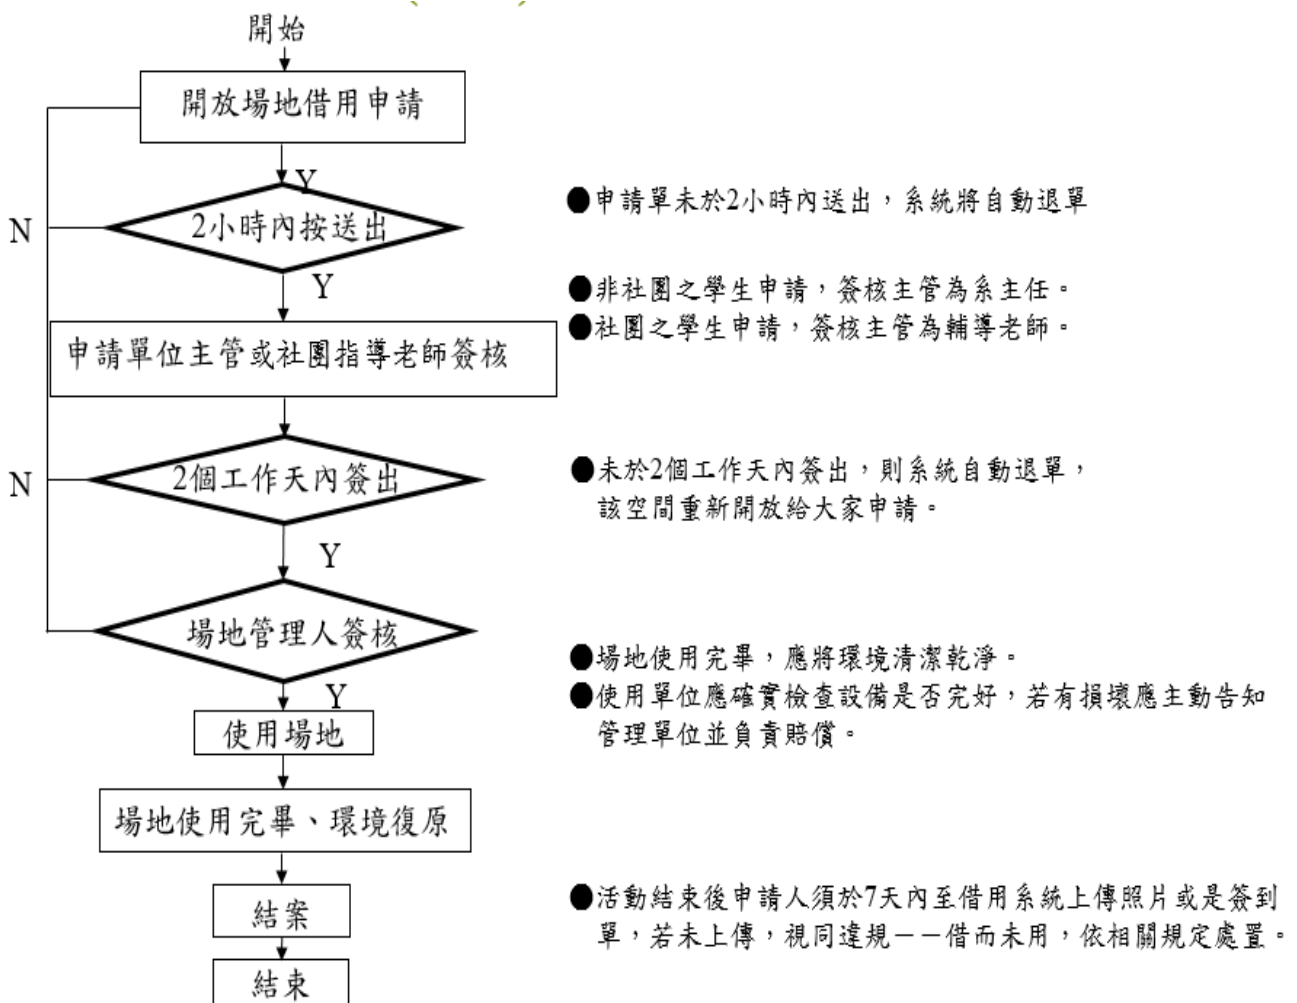 開始
開放場地借用申請
Y
●申請單未於2小時內送出，系統將自動退單
N
2小時內按送出
Y
●非社團之學生申請，簽核主管為系主任。
●社團之學生申請，簽核主管為輔導老師。
申請單位主管或社團指導老師簽核
N
2個工作天內簽出
●未於2個工作天內簽出，則系統自動退單，
該空間重新開放給大家申請。
Y
場地管理人簽核
●場地使用完畢，應將環境清潔乾淨。
●使用單位應確實檢查設備是否完好，若有損壞應主動告知
管理單位並負責賠償。
Y
使用場地
場地使用完畢、環境復原
結案
●活動結束後申請人須於7天內至借用系統上傳照片或是簽到
單，若未上傳，視同違規－－借而未用，依相關規定處置。
結束